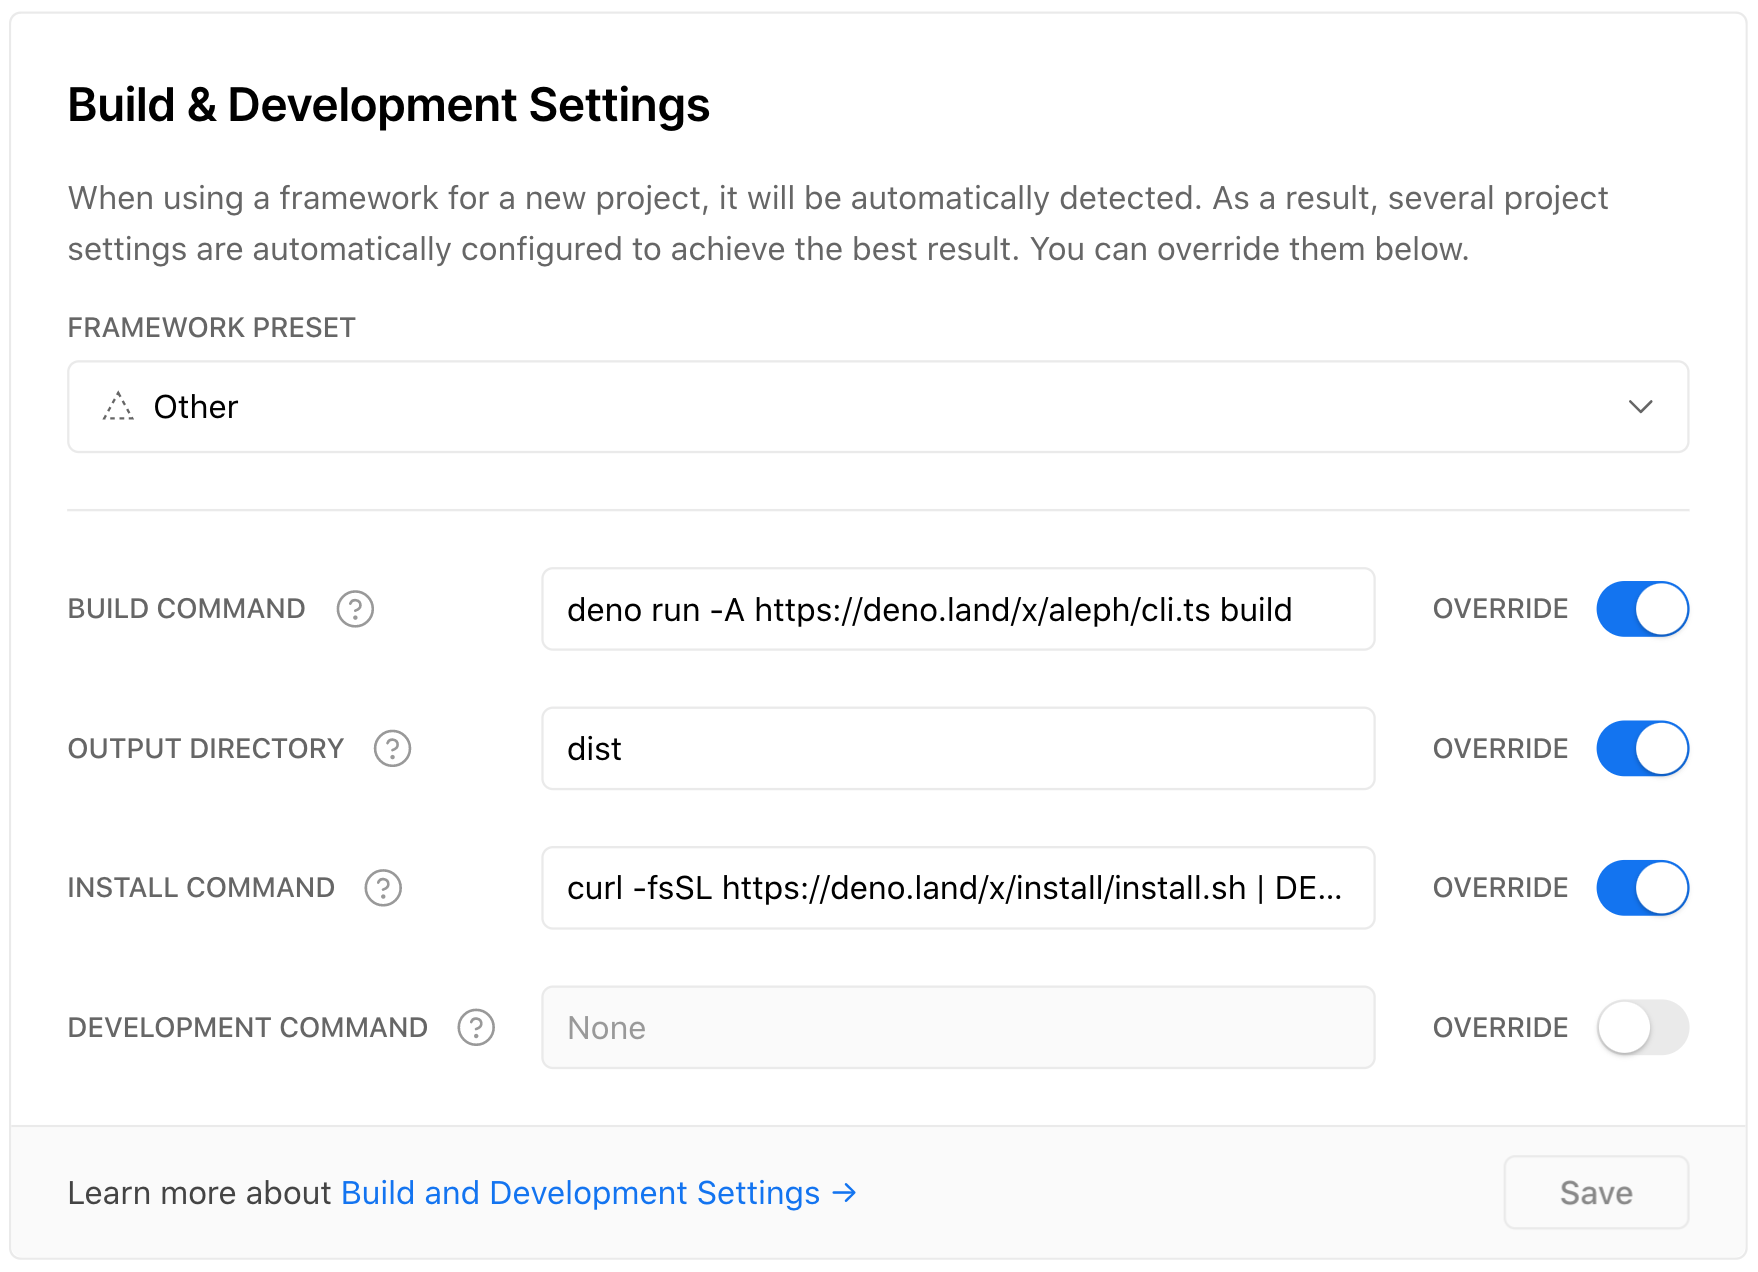 Build & Development Settings
When using a framework for a new project, it will be automatically detected. As a result, several project
settings are automatically configured to achieve the best result. You can override them below.
FRAMEWORK PRESET
Other
BUILD COMMAND ? deno run -A https://deno.land/x/aleph/cli.ts build OVERRIDE
OUTPUT DIRECTORY ? dist OVERRIDE
INSTALL COMMAND ? curl -fsSL https://deno.land/x/install/install.sh | DE... OVERRIDE
DEVELOPMENT COMMAND ? None OVERRIDE
Learn more about Build and Development Settings → Save